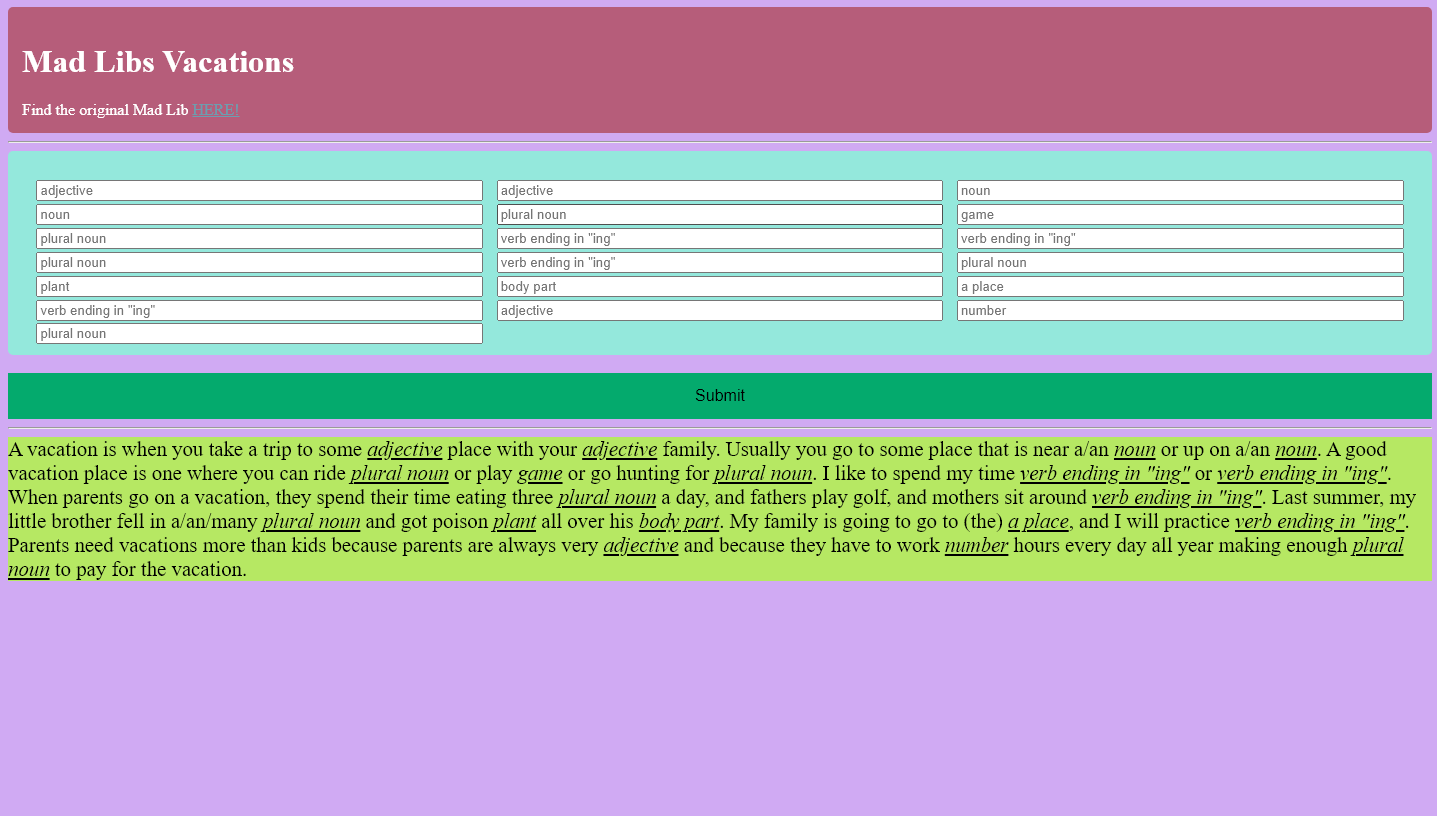 Mad Libs Vacations
Find the original Mad Lib HERE!
adjective adjective noun
noun plural noun game
plural noun verb ending in "ing" verb ending in "ing"
plural noun verb ending in "ing" plural noun
plant body part a place
verb ending in "ing" adjective number
plural noun
Submit
A vacation is when you take a trip to some adjective place with your adjective family. Usually you go to some place that is near a/an noun or up on a/an noun. A good
vacation place is one where you can ride plural noun or play game or go hunting for plural noun. I like to spend my time verb ending in "ing" or verb ending in "ing".
When parents go on a vacation, they spend their time eating three plural noun a day, and fathers play golf, and mothers sit around verb ending in "ing". Last summer, my
little brother fell in a/an/many plural noun and got poison plant all over his body part. My family is going to go to (the) a place, and I will practice verb ending in "ing".
Parents need vacations more than kids because parents are always very adjective and because they have to work number hours every day all year making enough plural
noun to pay for the vacation.